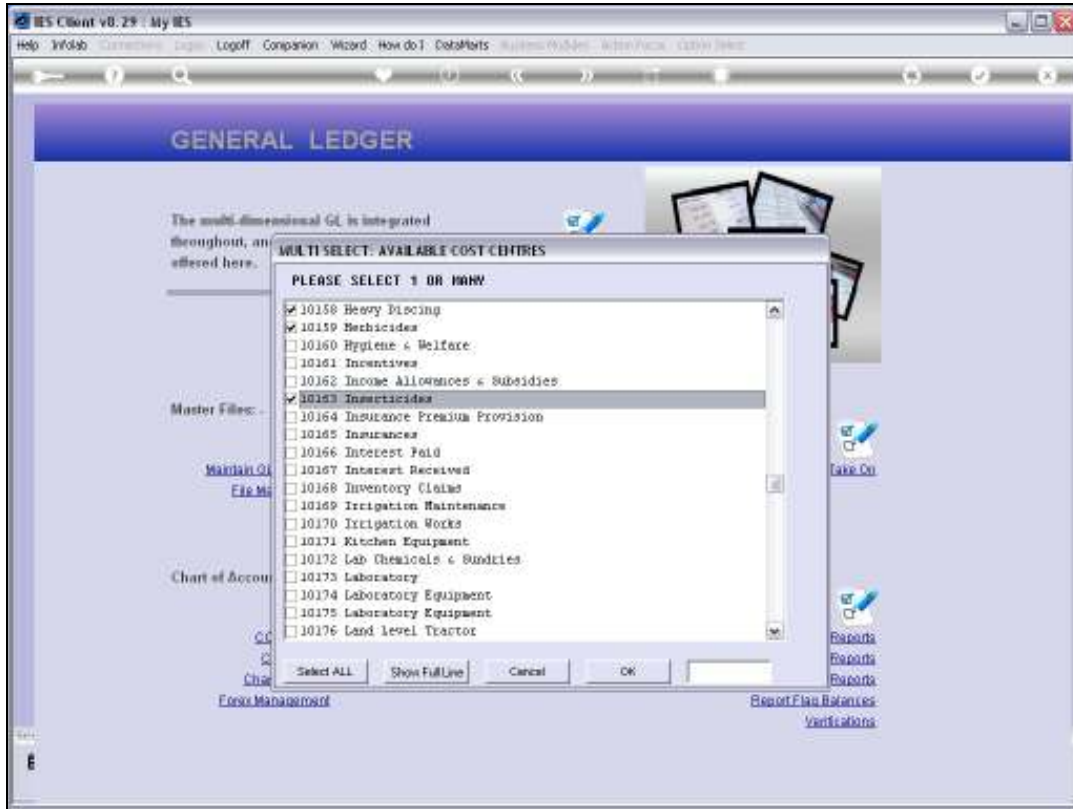 IES Client v8.29 : My IES
Help Infolab Logoff Companion Wizard How do I DataMarts
GENERAL LEDGER
The multi-dimensional GL is integrated
throughout, an
offered here.
MULTI SELECT: AVAILABLE COST CENTRES
PLEASE SELECT 1 OR MANY
10158 Heavy Discing
10159 Herbicides
10160 Hygiene & Welfare
10161 Incentives
10162 Income Allowances & Subsidies
10163 Insecticides
10164 Insurance Premium Provision
10165 Insurances
10166 Interest Paid
10167 Interest Received
10168 Inventory Claims
10169 Irrigation Maintenance
10170 Irrigation Works
10171 Kitchen Equipment
10172 Lab Chemicals & Sundries
10173 Laboratory
10174 Laboratory Equipment
10175 Laboratory Equipment
10176 Land Level Tractor
Select ALL Show Full Line Cancel OK
Master Files: -
Maintain Take On
File Ma
Chart of Accou
Reports
Reports
Cha Reports
Forex Management Report Flag Balances
Verifications